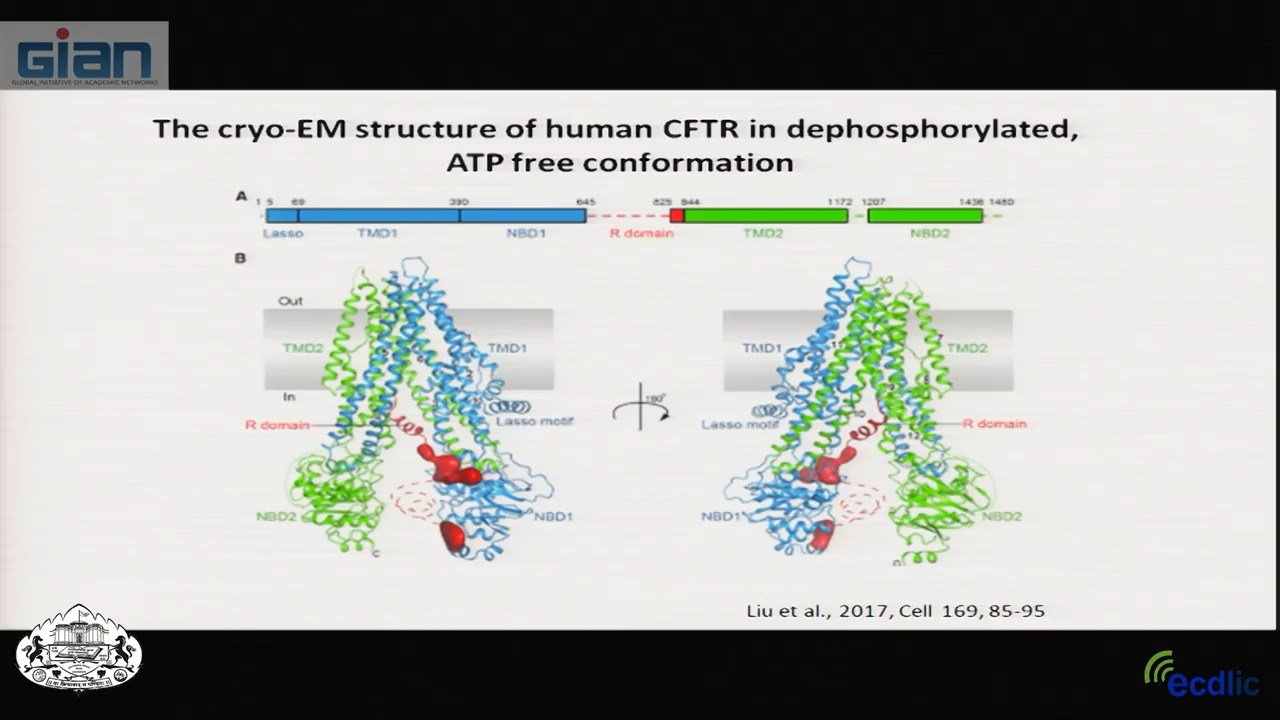 GIAN
GLOBAL INITIATIVE OF ACADEMIC NETWORKS
The cryo-EM structure of human CFTR in dephosphorylated,
ATP free conformation
A
1 5 69 390 645 825 844 1172 1207 1436 1480
Lasso TMD1 NBD1 R domain TMD2 NBD2
B
Out
TMD2 TMD1
In
Lasso motif
R domain
NBD2 NBD1
C
180°
TMD1 TMD2
Lasso motif
R domain
10
12
NBD1 NBD2
Liu et al., 2017, Cell 169, 85-95
ecdlic